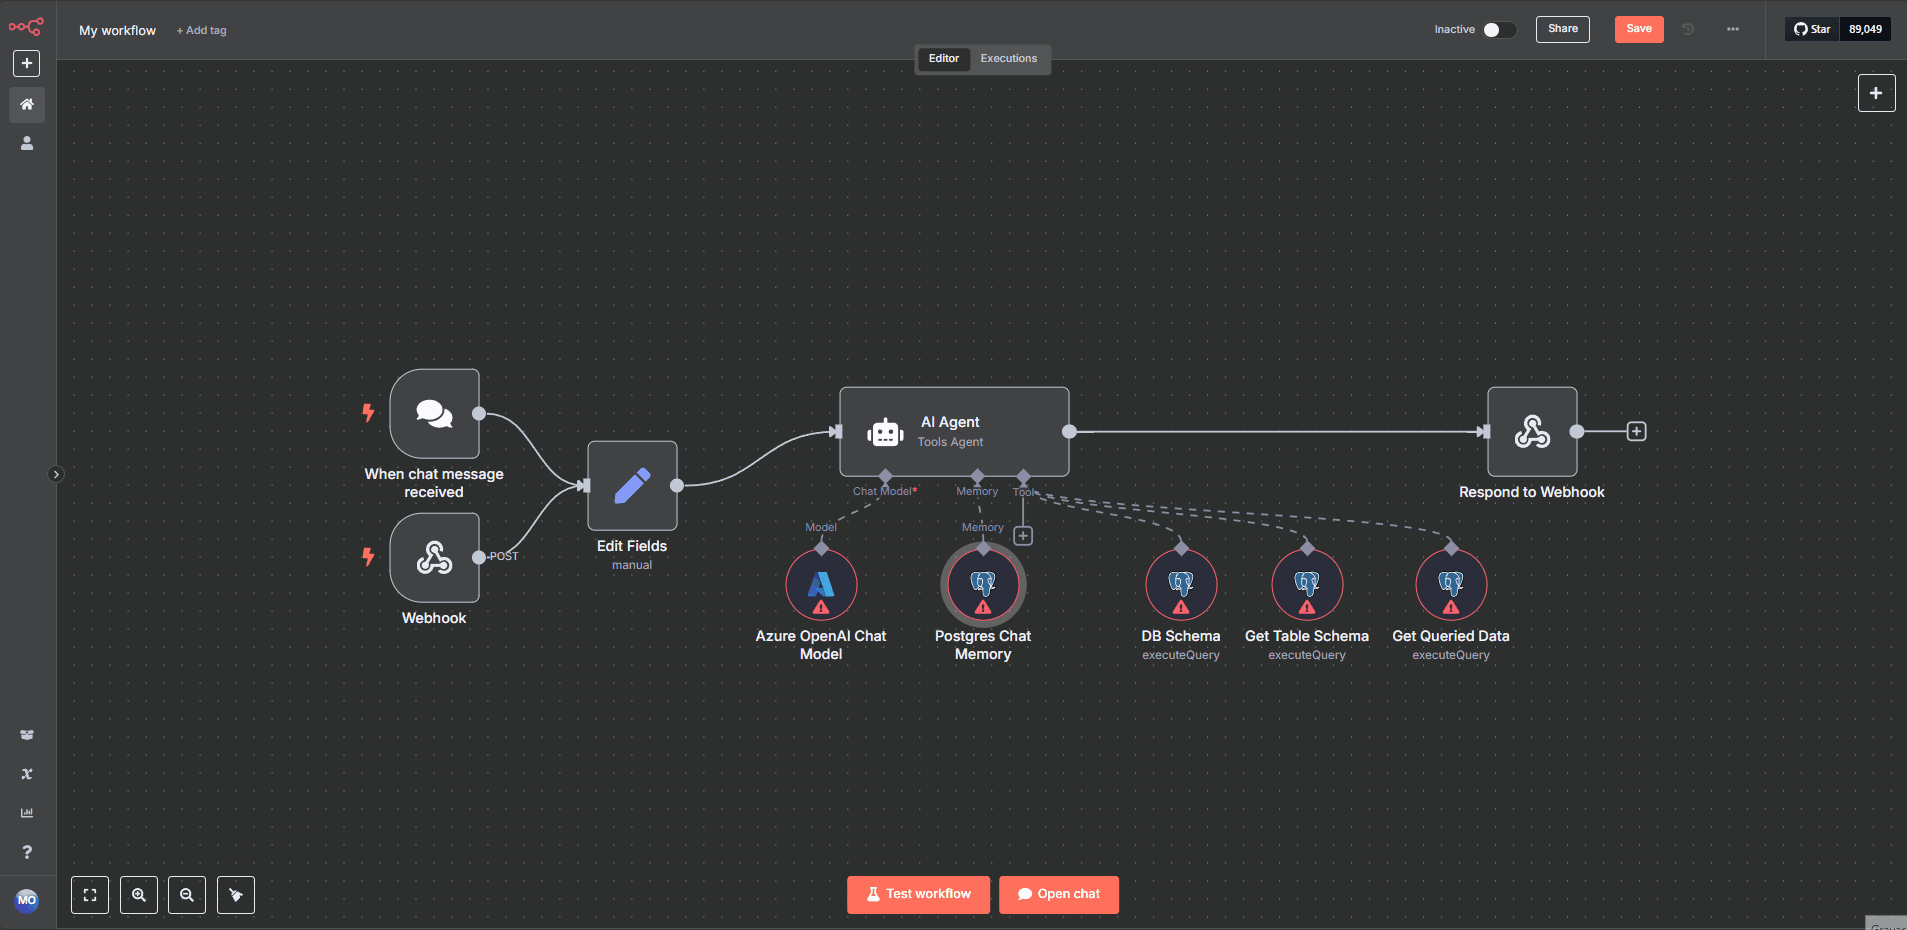 My workflow
+ Add tag
Inactive
Share
Save
Star
89,049
Editor
Executions
When chat message
received
POST
Webhook
Edit Fields
manual
AI Agent
Tools Agent
Chat Model*
Memory
Tool
Model
Memory
Azure OpenAI Chat
Model
Postgres Chat
Memory
DB Schema
executeQuery
Get Table Schema
executeQuery
Get Queried Data
executeQuery
Respond to Webhook
MO
Test workflow
Open chat